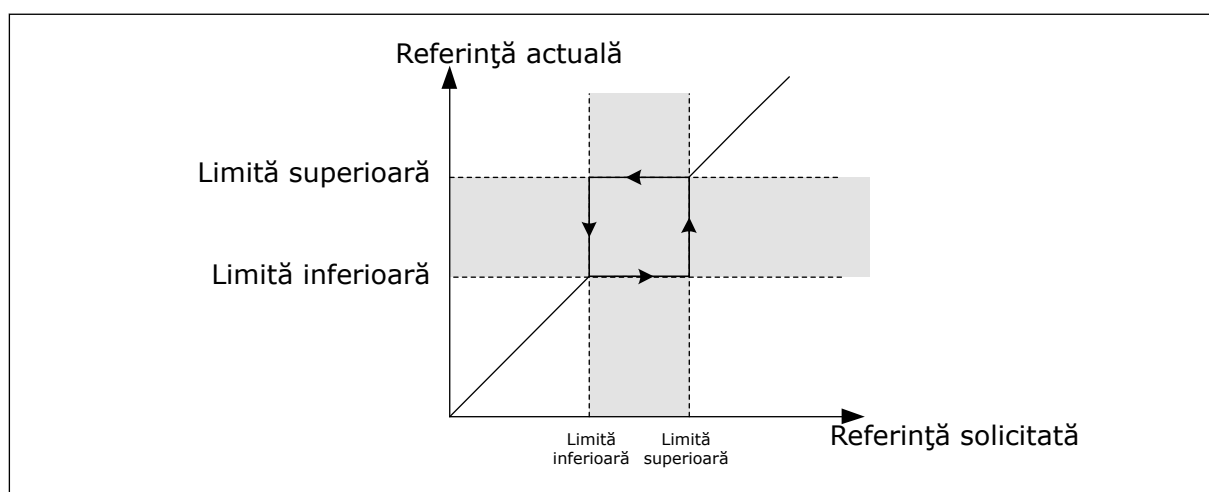 Referinţă actuală
Limită superioară
Limită inferioară
Limită
inferioară
Limită
superioară
Referinţă solicitată